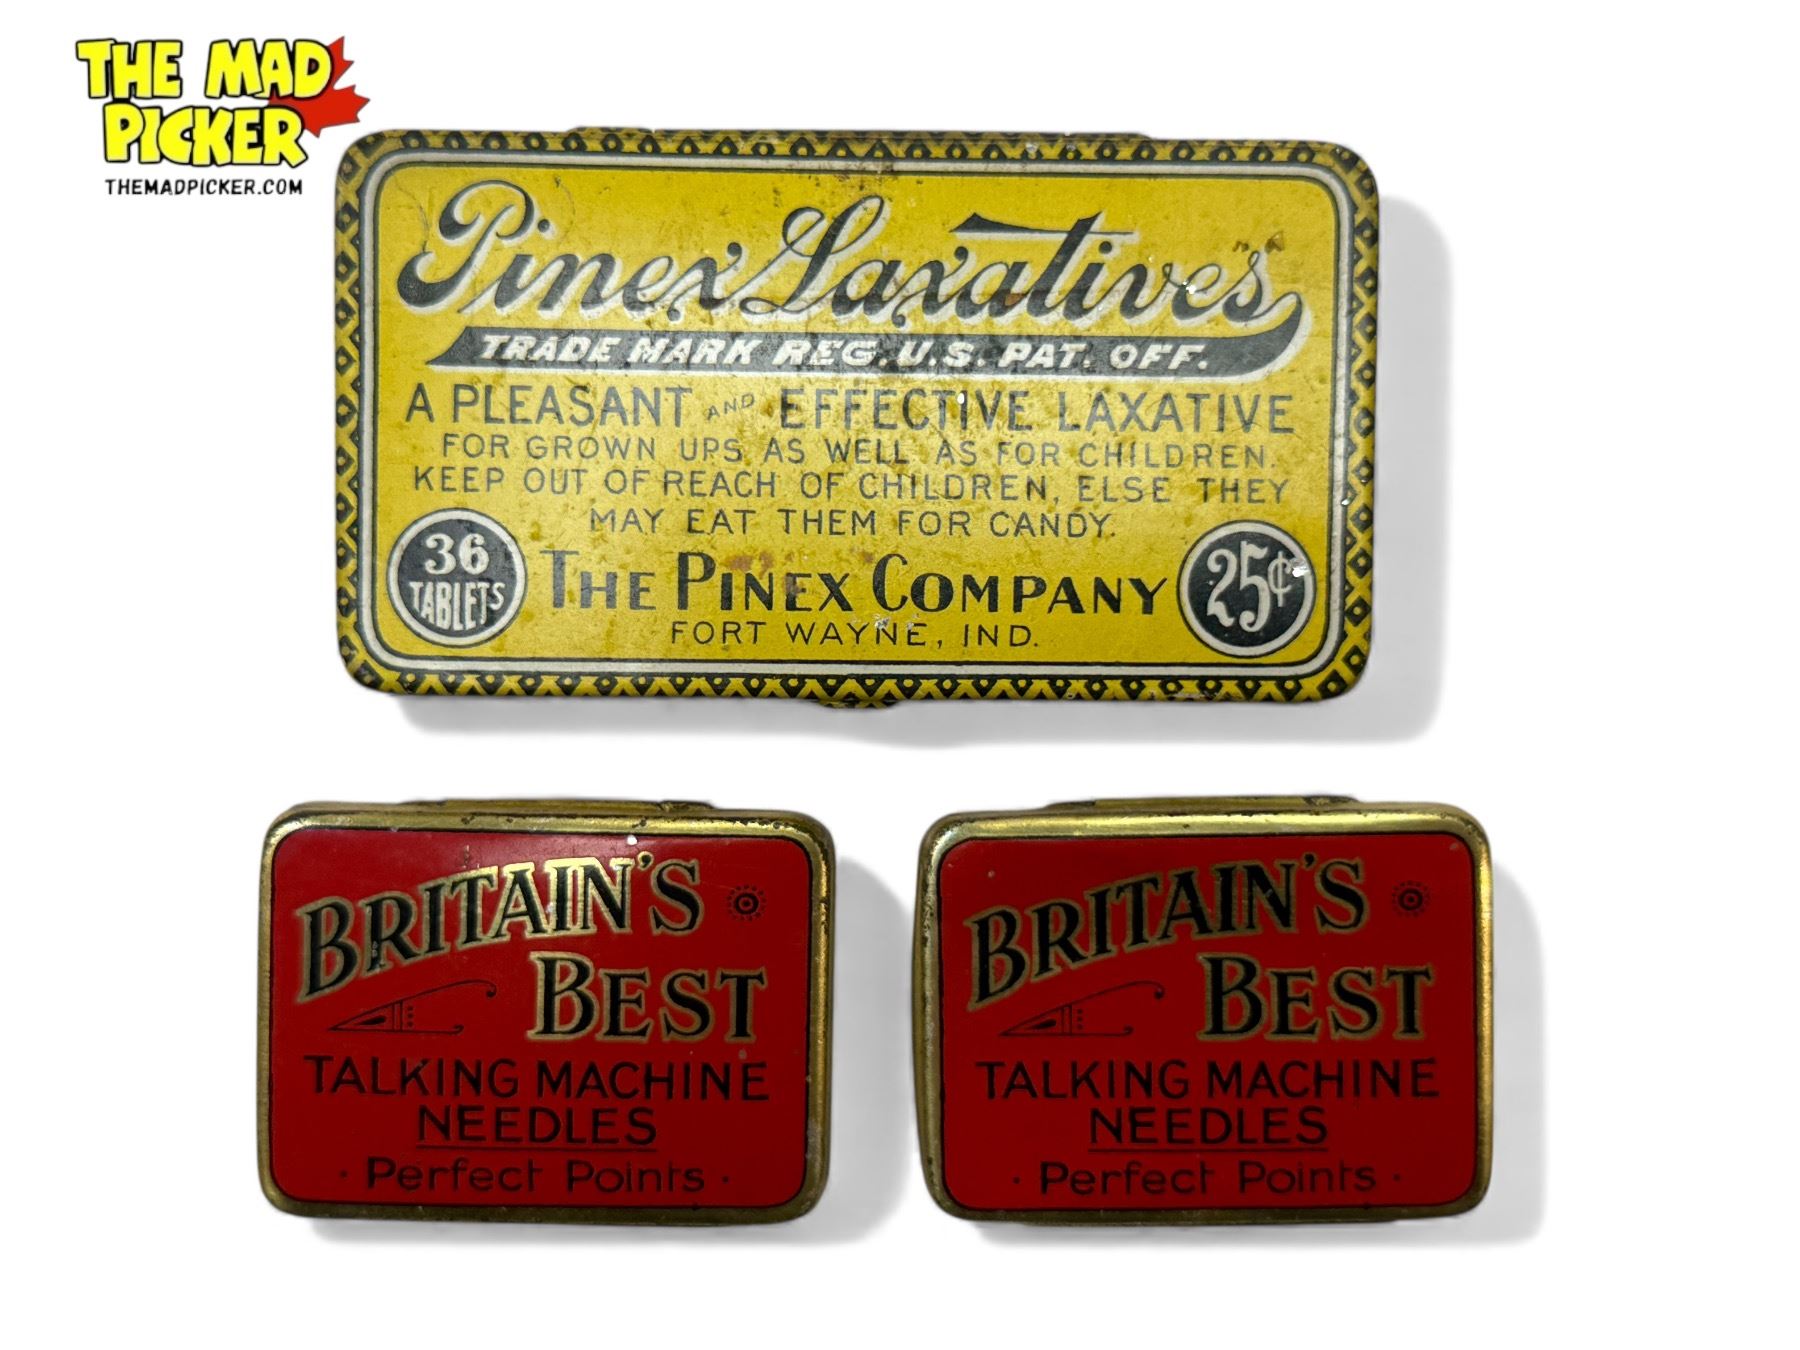 THE MAD
PICKER
THEMADPICKER.COM
Pinex Laxatives
TRADE MARK REG. U.S. PAT. OFF.
A PLEASANT AND EFFECTIVE LAXATIVE
FOR GROWN UPS AS WELL AS FOR CHILDREN.
KEEP OUT OF REACH OF CHILDREN, ELSE THEY
MAY EAT THEM FOR CANDY.
36
TABLETS
THE PINEX COMPANY
FORT WAYNE, IND.
25¢
BRITAIN'S
BEST
TALKING MACHINE
NEEDLES
· Perfect Points ·
BRITAIN'S
BEST
TALKING MACHINE
NEEDLES
· Perfect Points ·